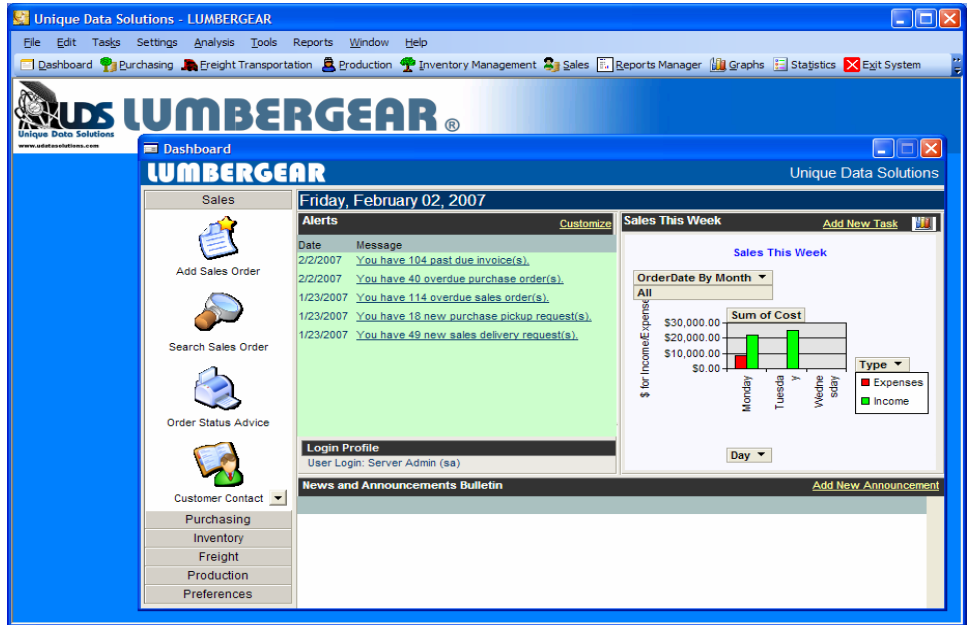 Unique Data Solutions - LUMBERGEAR
File Edit Tasks Settings Analysis Tools Reports Window Help
Dashboard Purchasing Freight Transportation Production Inventory Management Sales Reports Manager Graphs Statistics Exit System
UDS LUMBERGEAR ®
Unique Data Solutions
www.udatasolutions.com
Dashboard
LUMBERGEAR Unique Data Solutions
Sales
Add Sales Order
Search Sales Order
Order Status Advice
Customer Contact
Purchasing
Inventory
Freight
Production
Preferences
Friday, February 02, 2007
Alerts Customize
Date Message
2/2/2007 You have 104 past due invoice(s).
2/2/2007 You have 40 overdue purchase order(s).
1/23/2007 You have 114 overdue sales order(s).
1/23/2007 You have 18 new purchase pickup request(s).
1/23/2007 You have 49 new sales delivery request(s).
Login Profile
User Login: Server Admin (sa)
Sales This Week Add New Task
Sales This Week
OrderDate By Month
All
Sum of Cost
$ for Income/Expense
$30,000.00
$20,000.00
$10,000.00
$0.00
Monday
Tuesda
y
Wedne
sday
Type
Expenses
Income
Day
News and Announcements Bulletin Add New Announcement